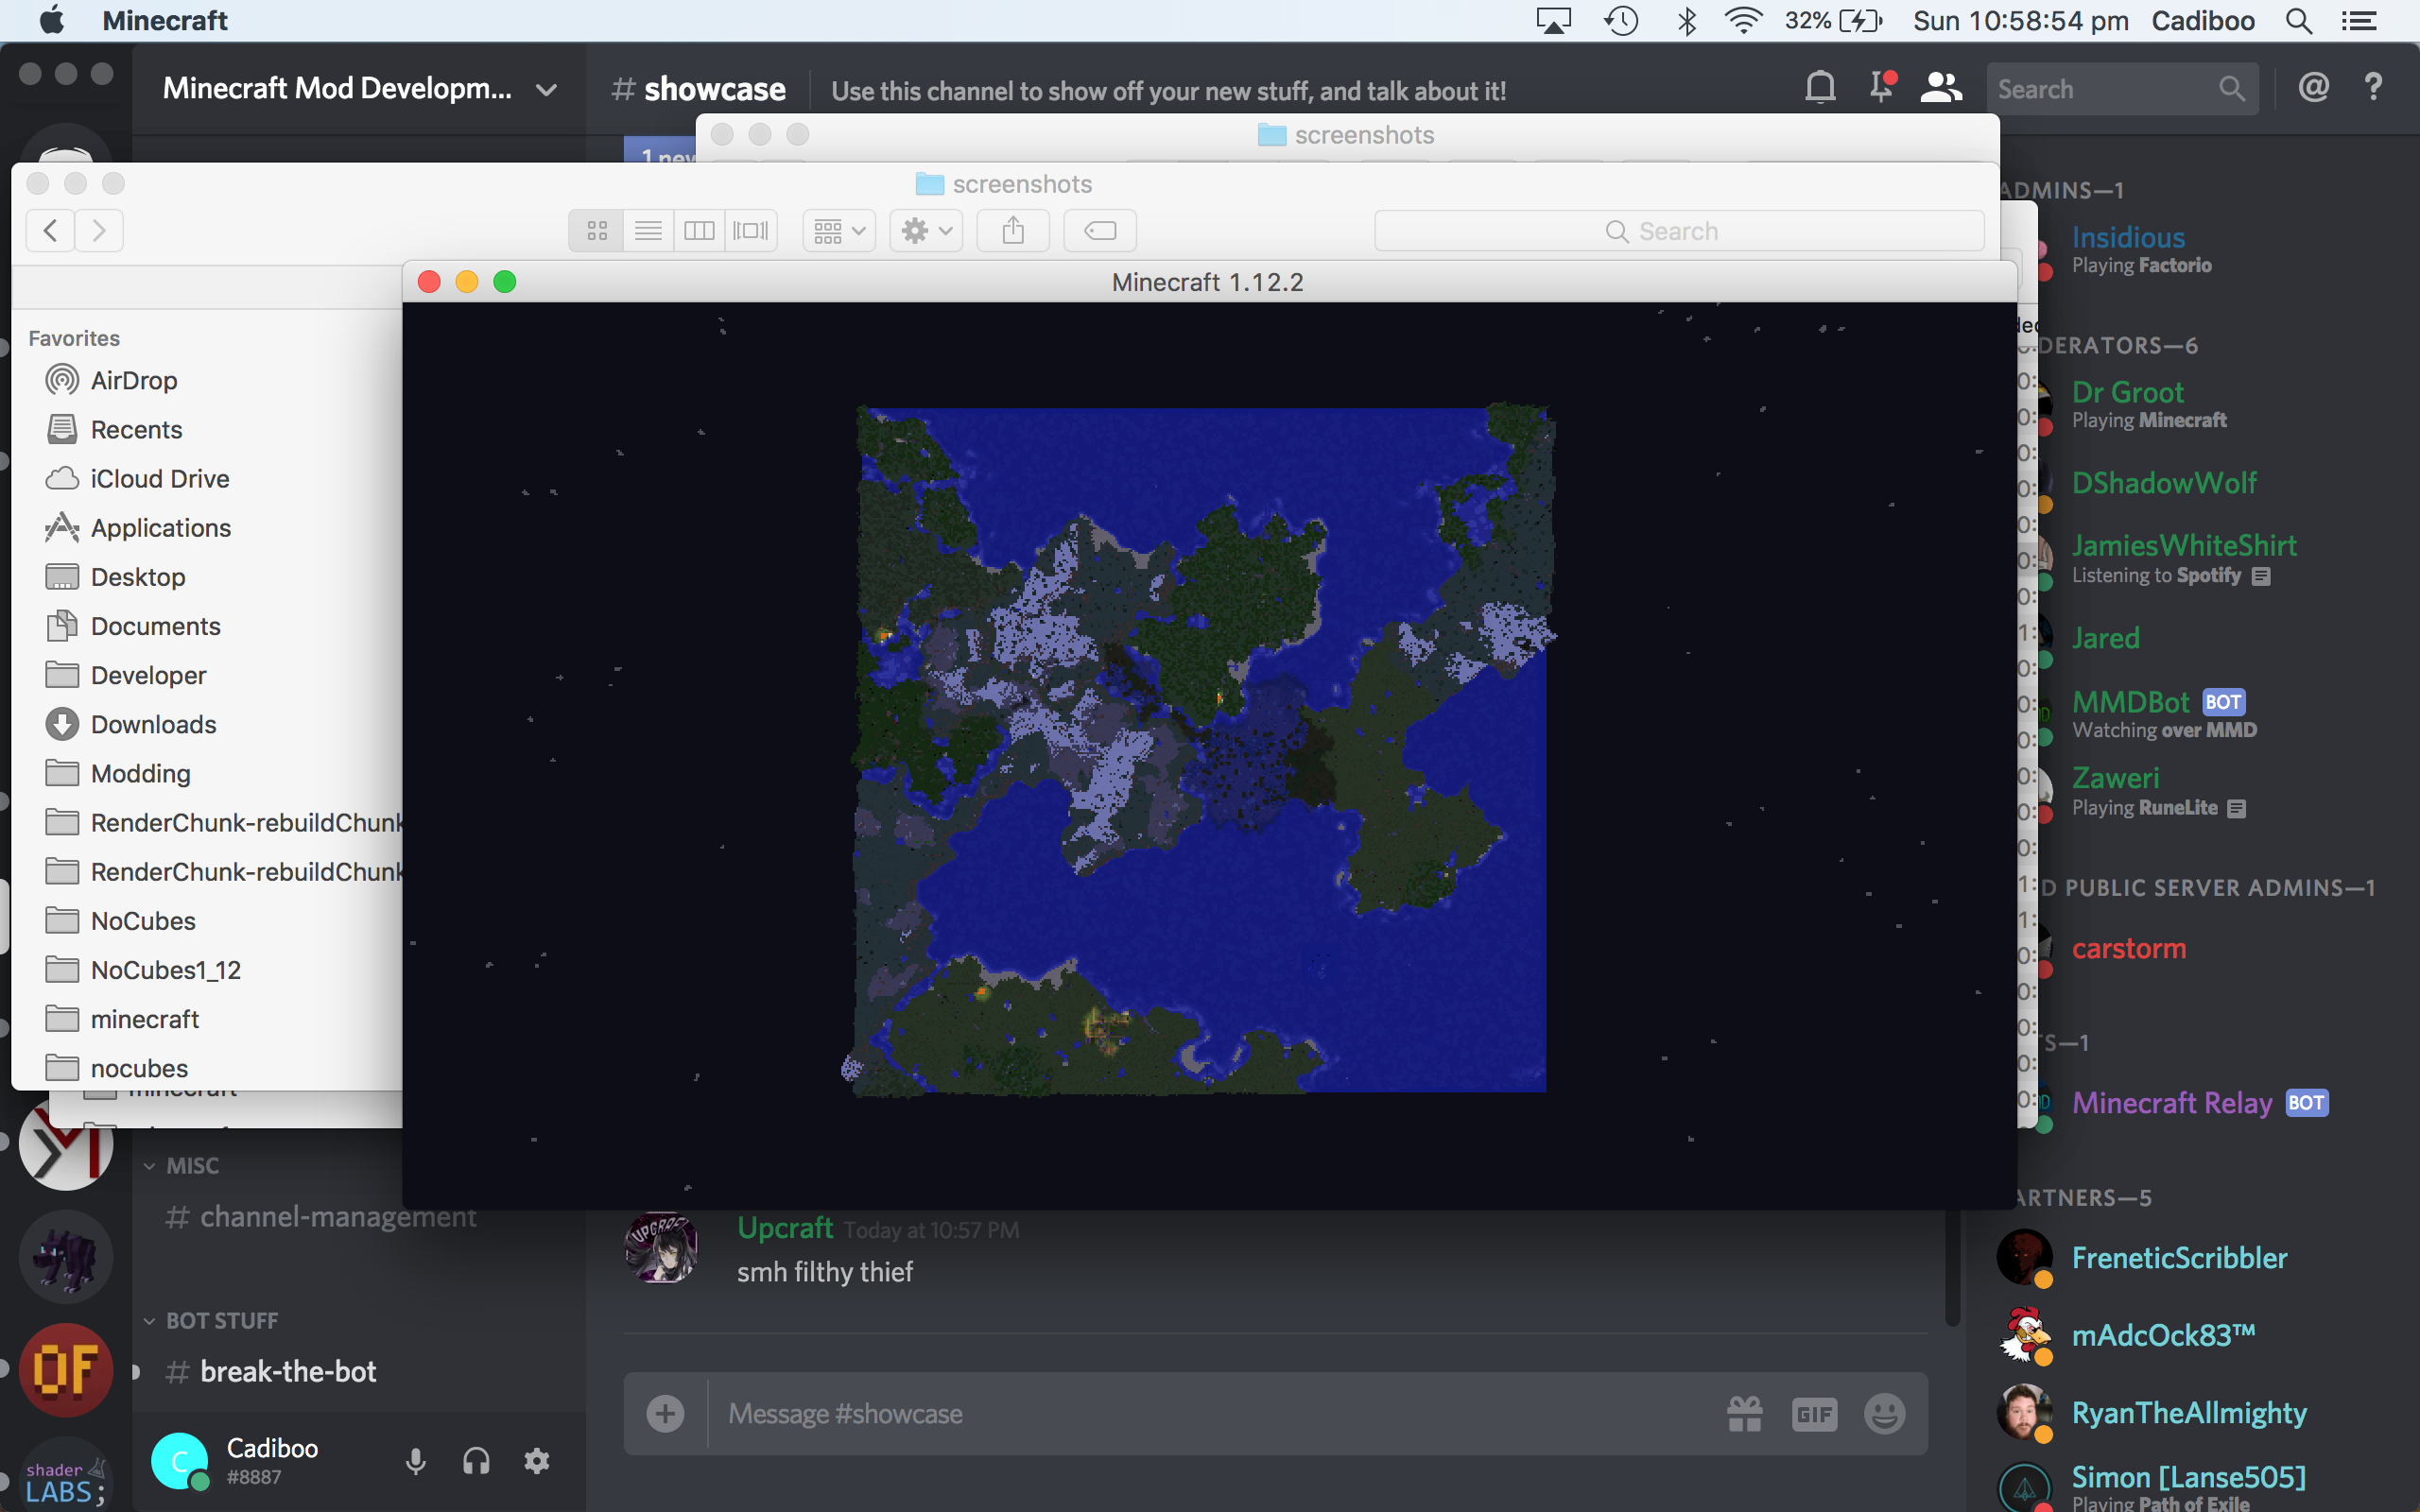 Minecraft
32%
Sun 10:58:54 pm
Cadiboo
Minecraft Mod Developm...
# showcase
Use this channel to show off your new stuff, and talk about it!
Search
@
?
screenshots
screenshots
Search
Minecraft 1.12.2
Favorites
AirDrop
Recents
iCloud Drive
Applications
Desktop
Documents
Developer
Downloads
Modding
RenderChunk-rebuildChunk
RenderChunk-rebuildChunk
NoCubes
NoCubes1_12
minecraft
nocubes
minecraft
MISC
# channel-management
BOT STUFF
# break-the-bot
Cadiboo
#8887
OF
shader
LABS;
UPCRAFT
Upcraft Today at 10:57 PM
smh filthy thief
Message #showcase
GIF
ADMINS—1
Insidious
Playing Factorio
DERATORS—6
Dr Groot
Playing Minecraft
DShadowWolf
JamiesWhiteShirt
Listening to Spotify
Jared
MMDBot BOT
Watching over MMD
Zaweri
Playing RuneLite
D PUBLIC SERVER ADMINS—1
carstorm
TS—1
Minecraft Relay BOT
ARTNERS—5
FreneticScribbler
mAdcOck83™
RyanTheAllmighty
Simon [Lanse505]
Playing Path of Exile